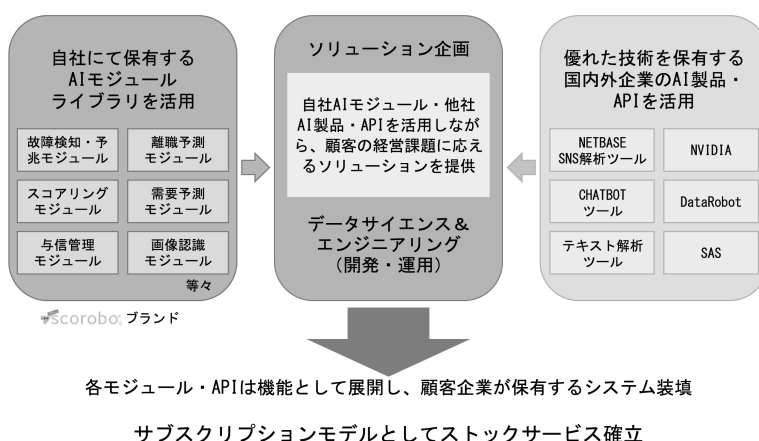 自社にて保有する
AIモジュール
ライブラリを活用
故障検知・予
兆モジュール
離職予測
モジュール
スコアリング
モジュール
需要予測
モジュール
与信管理
モジュール
画像認識
モジュール
等々
scorobo
ブランド
ソリューション企画
自社AIモジュール・他社
AI製品・APIを活用しなが
ら、顧客の経営課題に応え
るソリューションを提供
データサイエンス＆
エンジニアリング
（開発・運用）
優れた技術を保有する
国内外企業のAI製品・
APIを活用
NETBASE
SNS解析ツール
NVIDIA
CHATBOT
ツール
DataRobot
テキスト解析
ツール
SAS
各モジュール・APIは機能として展開し、顧客企業が保有するシステム装填
サブスクリプションモデルとしてストックサービス確立